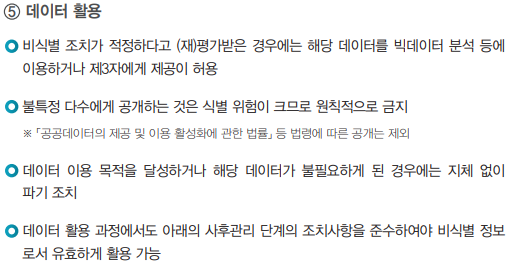 ⑤ 데이터 활용
비식별 조치가 적정하다고 (재)평가받은 경우에는 해당 데이터를 빅데이터 분석 등에
이용하거나 제3자에게 제공이 허용
불특정 다수에게 공개하는 것은 식별 위험이 크므로 원칙적으로 금지
※ 「공공데이터의 제공 및 이용 활성화에 관한 법률」 등 법령에 따른 공개는 제외
데이터 이용 목적을 달성하거나 해당 데이터가 불필요하게 된 경우에는 지체 없이
파기 조치
데이터 활용 과정에서도 아래의 사후관리 단계의 조치사항을 준수하여야 비식별 정보
로서 유효하게 활용 가능